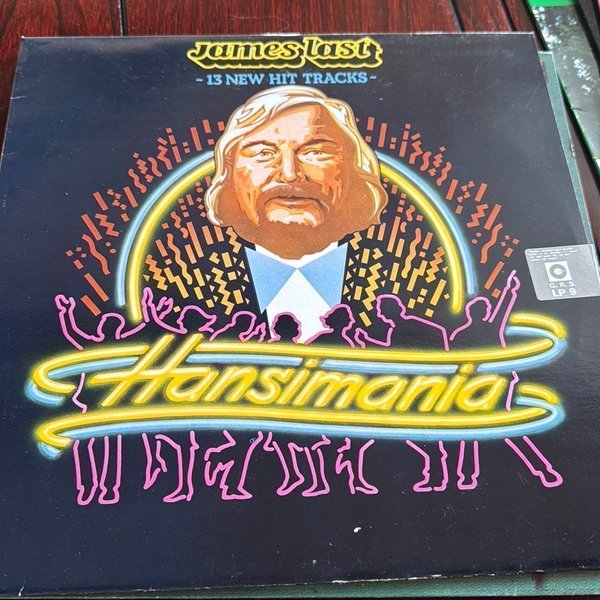 James Last
~13 NEW HIT TRACKS~
Hansimania
G.R.S.
LP 9